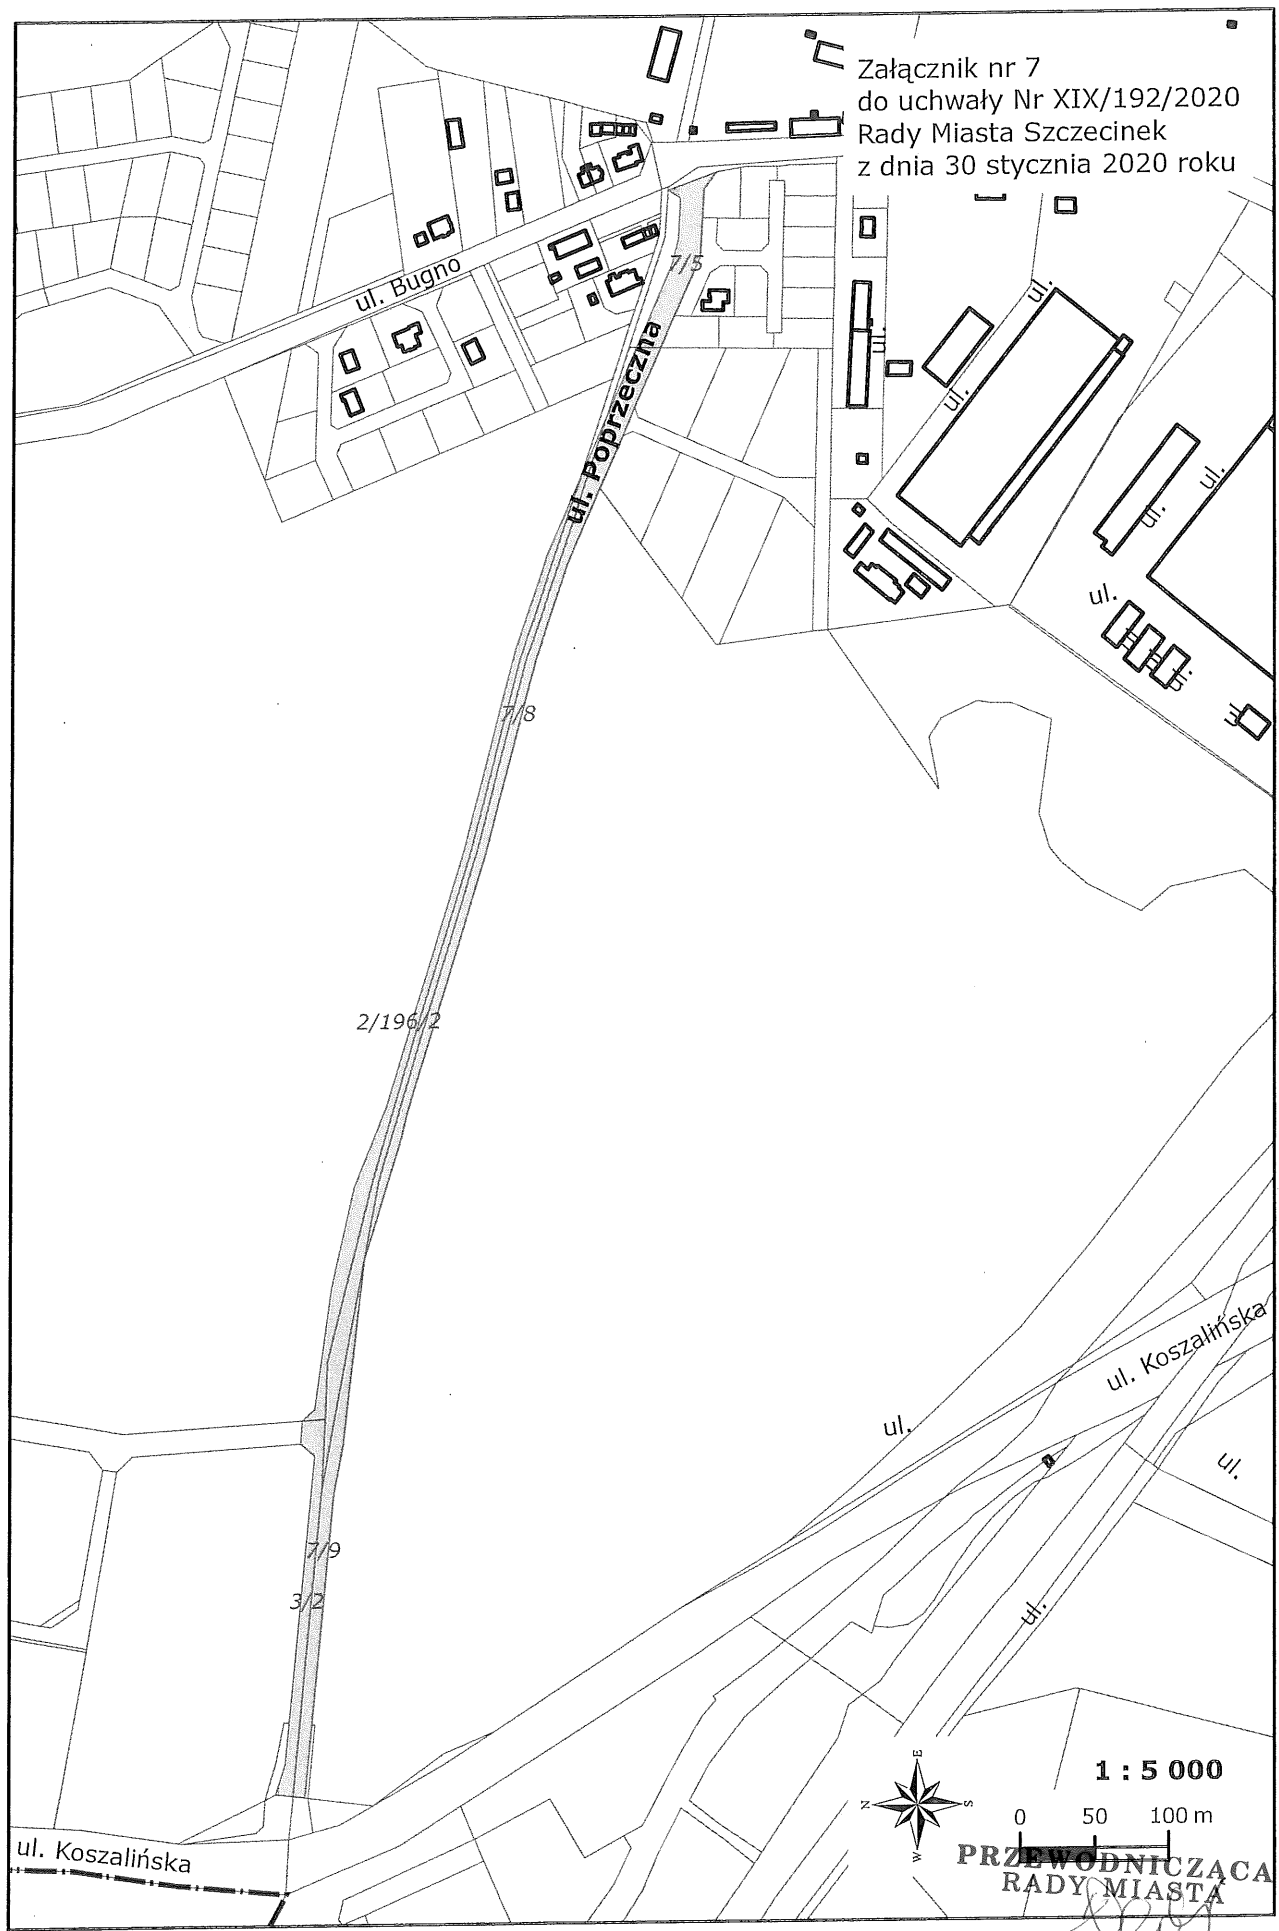 Załącznik nr 7
do uchwały Nr XIX/192/2020
Rady Miasta Szczecinek
z dnia 30 stycznia 2020 roku
ul. Bugno
7/5
ul.
ul. Poprzeczna
ul.
ul.
ul.
ul.
ul.
ul.
ul.
7/8
2/196/2
ul. Koszalińska
ul.
ul.
7/9
3/2
ul.
E
N
S
W
1 : 5 000
0 50 100 m
ul. Koszalińska
PRZEWODNICZĄCA
RADY MIASTA